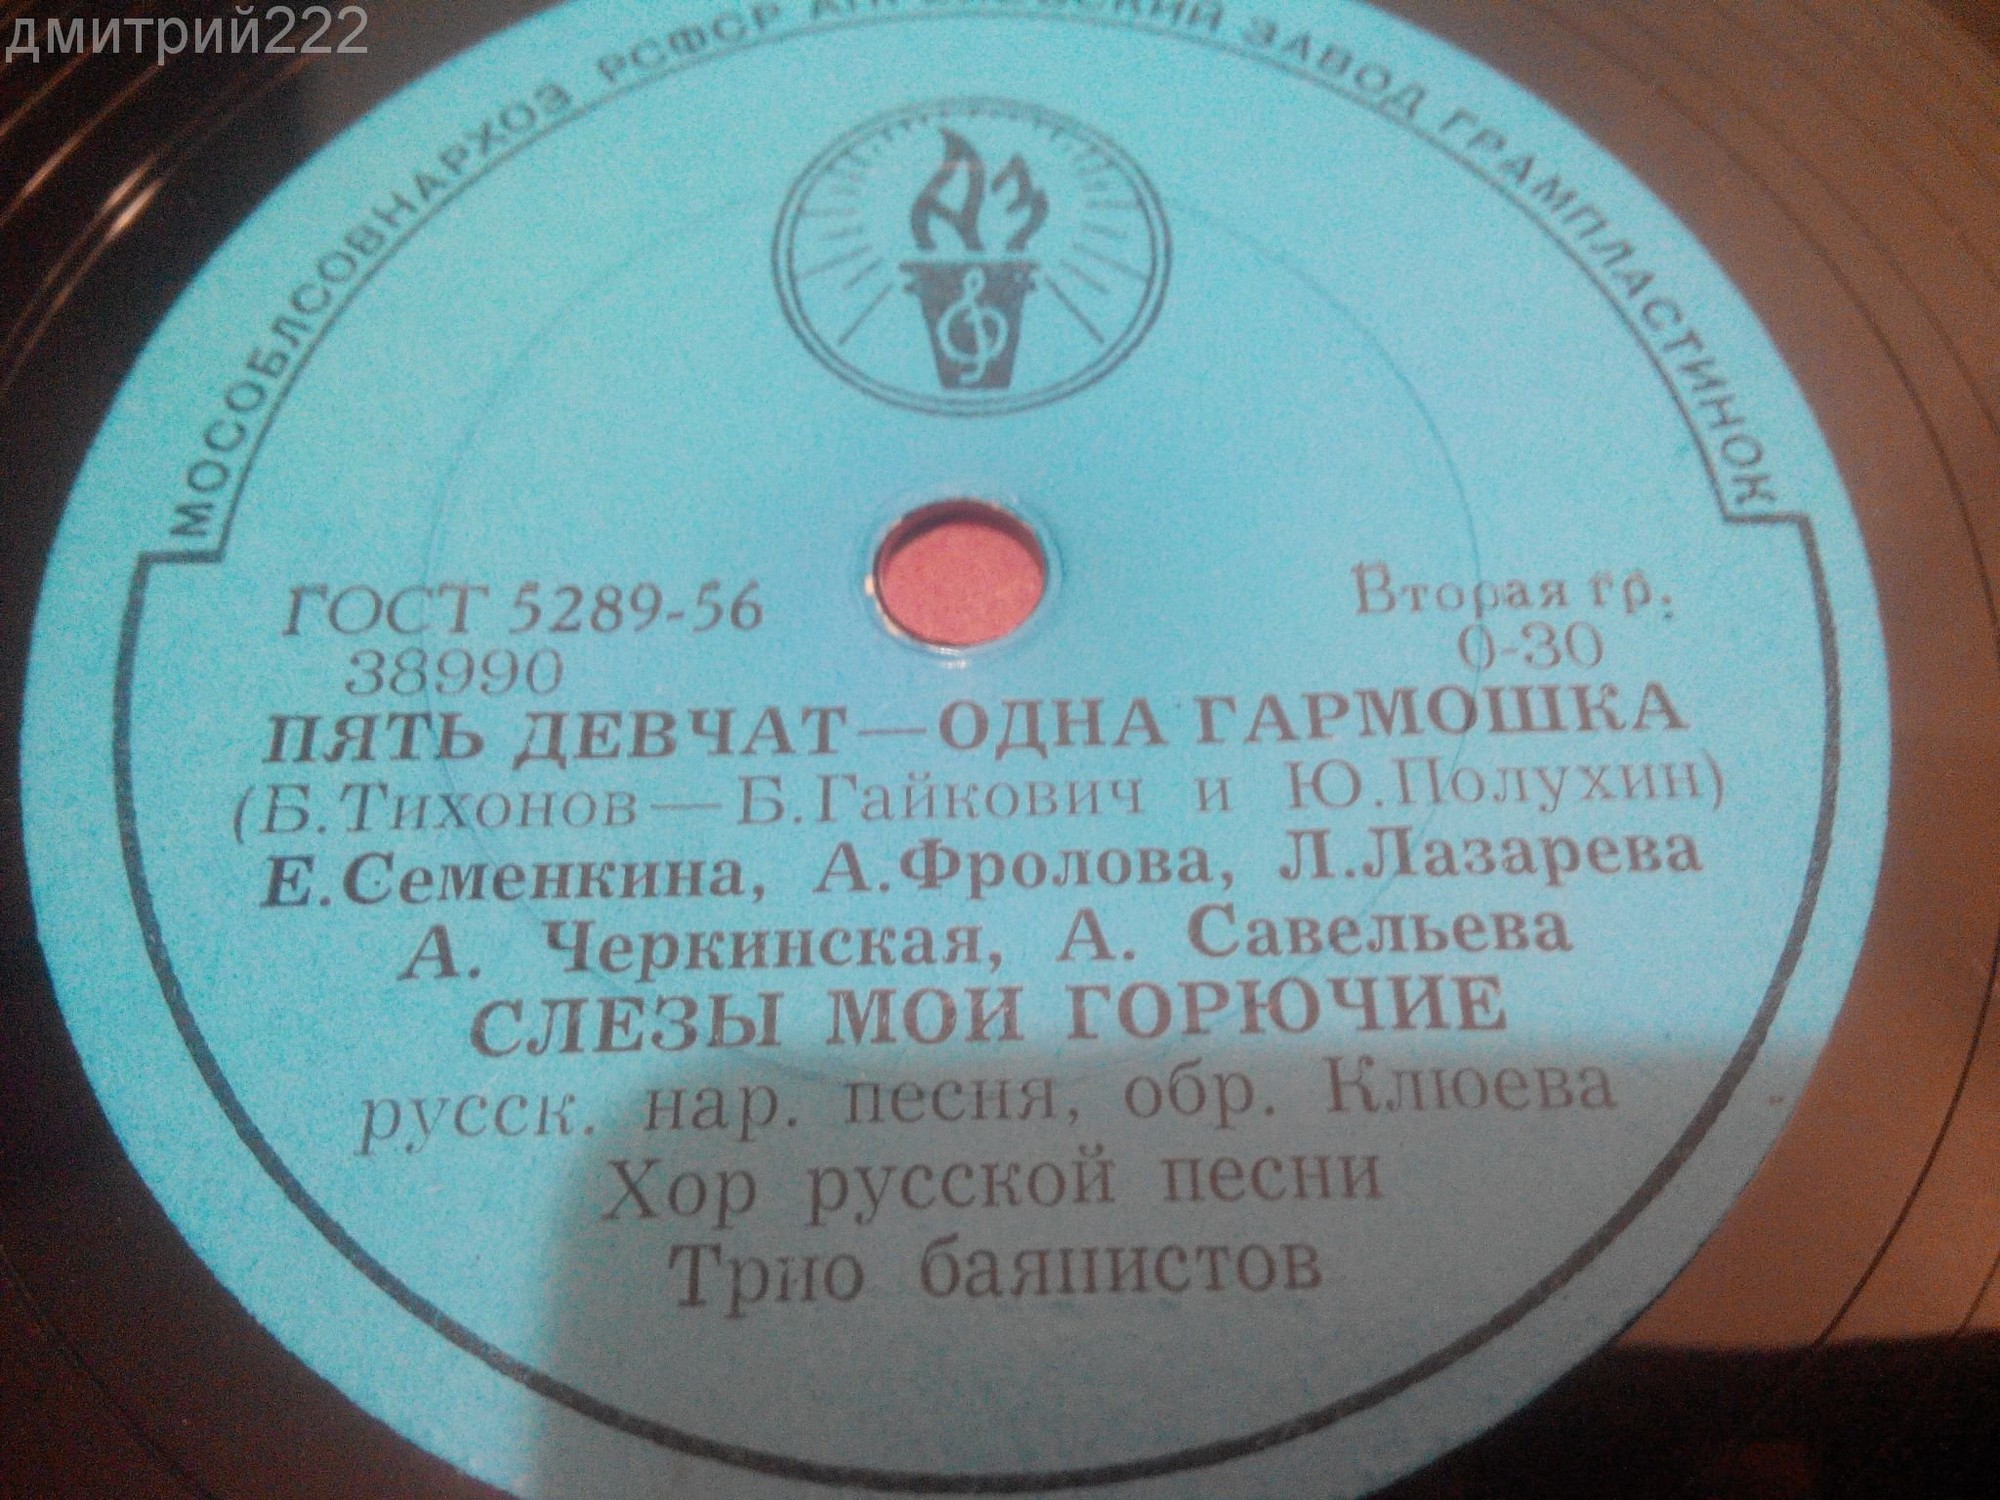 дмитрий222
МОСОБЛСОВНАРХОЗ РСФСР АПРЕЛЕВСКИЙ ЗАВОД ГРАМПЛАСТИНОК
АЗ
ГОСТ 5289-56
38990
Вторая гр.
0-30
ПЯТЬ ДЕВЧАТ—ОДНА ГАРМОШКА
(Б.Тихонов—Б.Гайкович и Ю.Полухин)
Е.Семенкина, А.Фролова, Л.Лазарева
А. Черкинская, А. Савельева
СЛЕЗЫ МОИ ГОРЮЧИЕ
русск. нар. песня, обр. Клюева
Хор русской песни
Трио баянистов